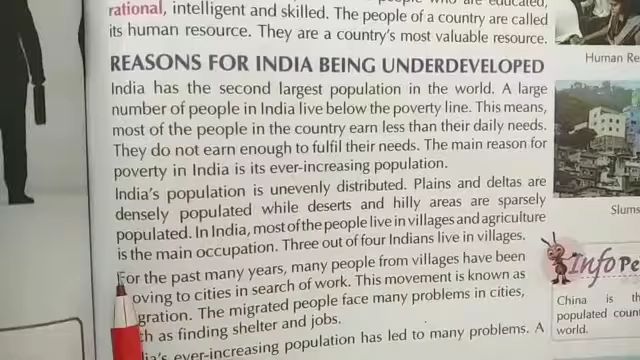 who are educated,
rational, intelligent and skilled. The people of a country are called
its human resource. They are a country's most valuable resource.
Human Re
REASONS FOR INDIA BEING UNDERDEVELOPED
India has the second largest population in the world. A large
number of people in India live below the poverty line. This means,
most of the people in the country earn less than their daily needs.
They do not earn enough to fulfil their needs. The main reason for
poverty in India is its ever-increasing population.
India's population is unevenly distributed. Plains and deltas are
densely populated while deserts and hilly areas are sparsely
populated. In India, most of the people live in villages and agriculture
is the main occupation. Three out of four Indians live in villages.
For the past many years, many people from villages have been
oving to cities in search of work. This movement is known as
gration. The migrated people face many problems in cities,
ch as finding shelter and jobs.
dia's ever-increasing population has led to many problems. A
Slums
Info Pe
China is th
populated count
world.